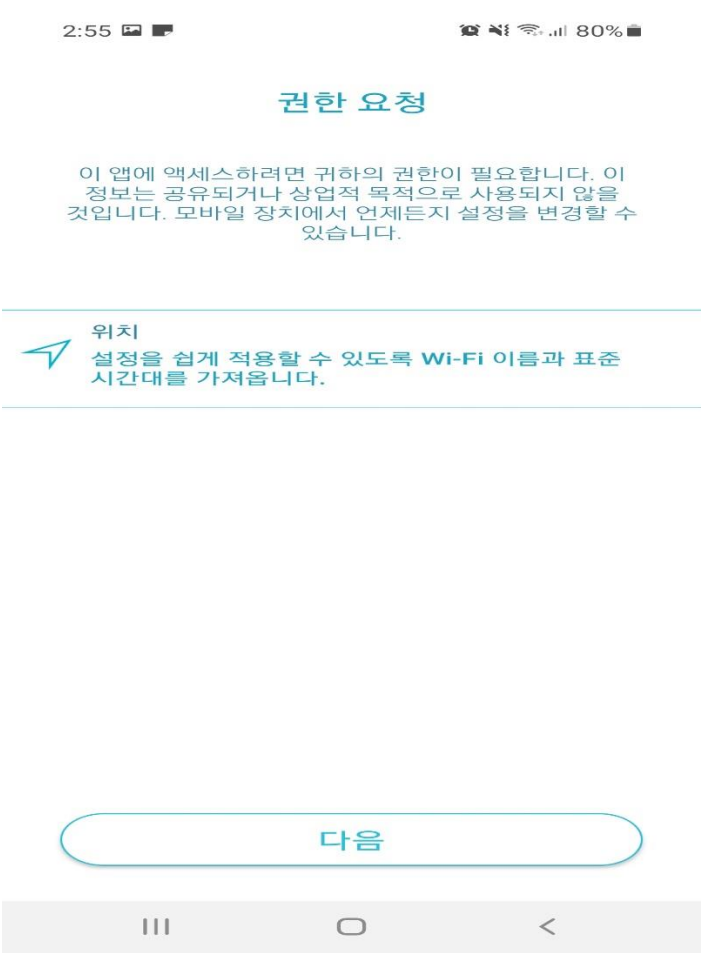 2:55
80%
권한 요청
이 앱에 액세스하려면 귀하의 권한이 필요합니다. 이
정보는 공유되거나 상업적 목적으로 사용되지 않을
것입니다. 모바일 장치에서 언제든지 설정을 변경할 수
있습니다.
위치
설정을 쉽게 적용할 수 있도록 Wi-Fi 이름과 표준
시간대를 가져옵니다.
다음